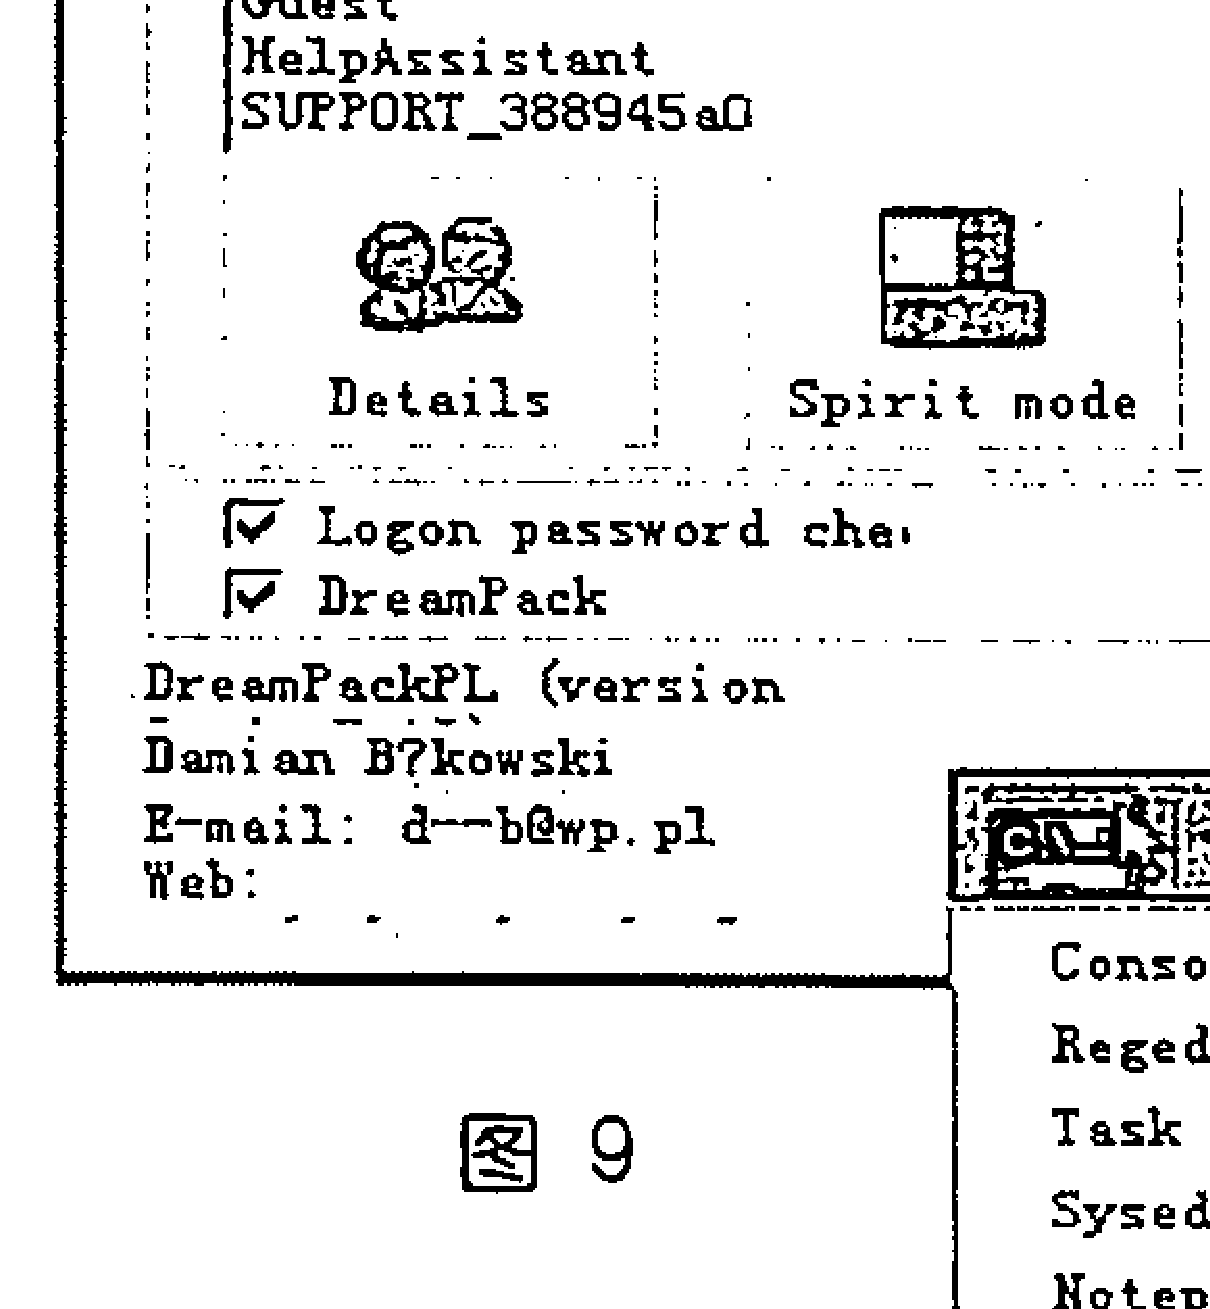 Guest
HelpAssistant
SUPPORT_388945a0
Details
Spirit mode
Logon password
DreamPack
DreamPackPL (version
Damian B?kowski
E-mail: d--b@wp.pl
Web:
Conso
Reged
Task
Sysed
Notep
图 9